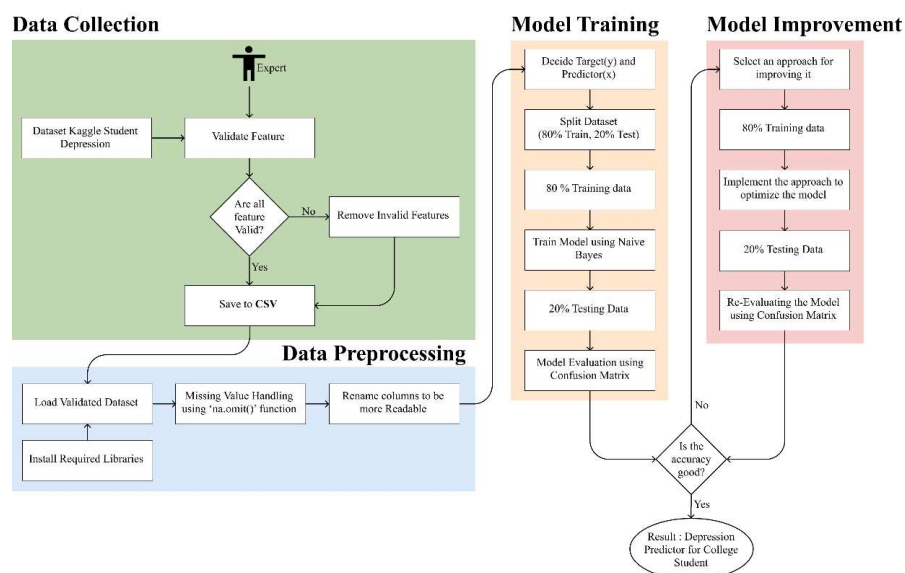 Data Collection
Expert
Dataset Kaggle Student
Depression
Validate Feature
Are all
feature
Valid?
No
Remove Invalid Features
Yes
Save to CSV
Data Preprocessing
Load Validated Dataset
Missing Value Handling
using 'na.omit()' function
Rename columns to be
more Readable
Install Required Libraries
Model Training
Decide Target(y) and
Predictor(x)
Split Dataset
(80% Train, 20% Test)
80 % Training data
Train Model using Naive
Bayes
20% Testing Data
Model Evaluation using
Confusion Matrix
Model Improvement
Select an approach for
improving it
80% Training data
Implement the approach to
optimize the model
20% Testing Data
Re-Evaluating the Model
using Confusion Matrix
No
Is the
accuracy
good?
Yes
Result : Depression
Predictor for College
Student